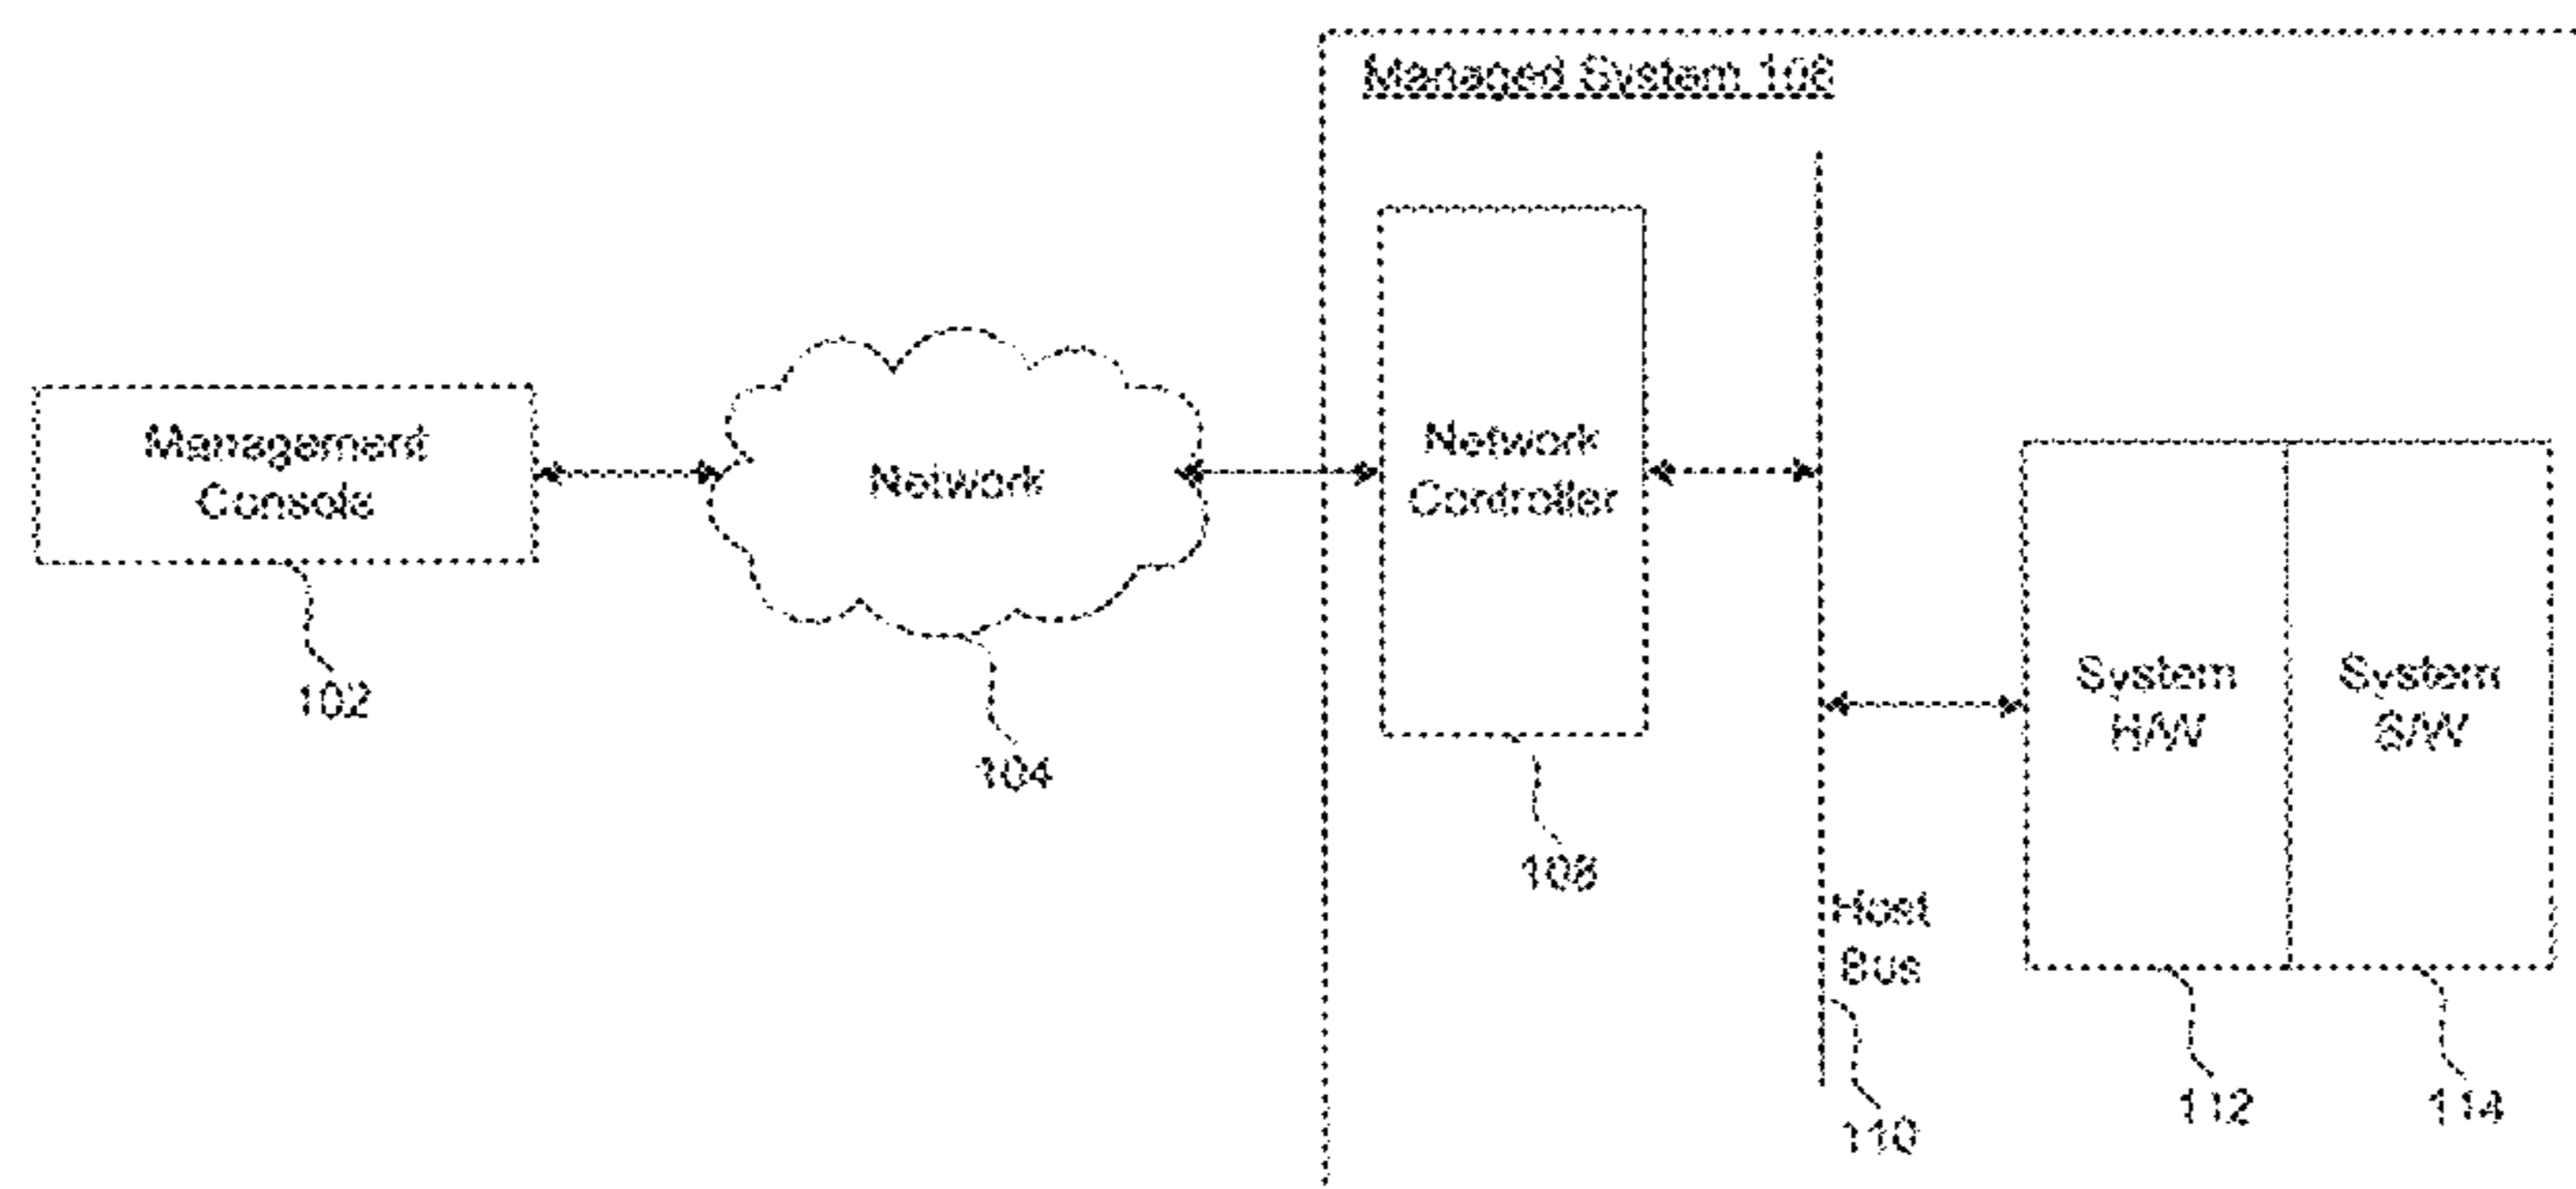 Managed System 106
Management
Console
Network
Network
Controller
System
H/W
System
S/W
102
104
108
Host
Bus
110
112
114